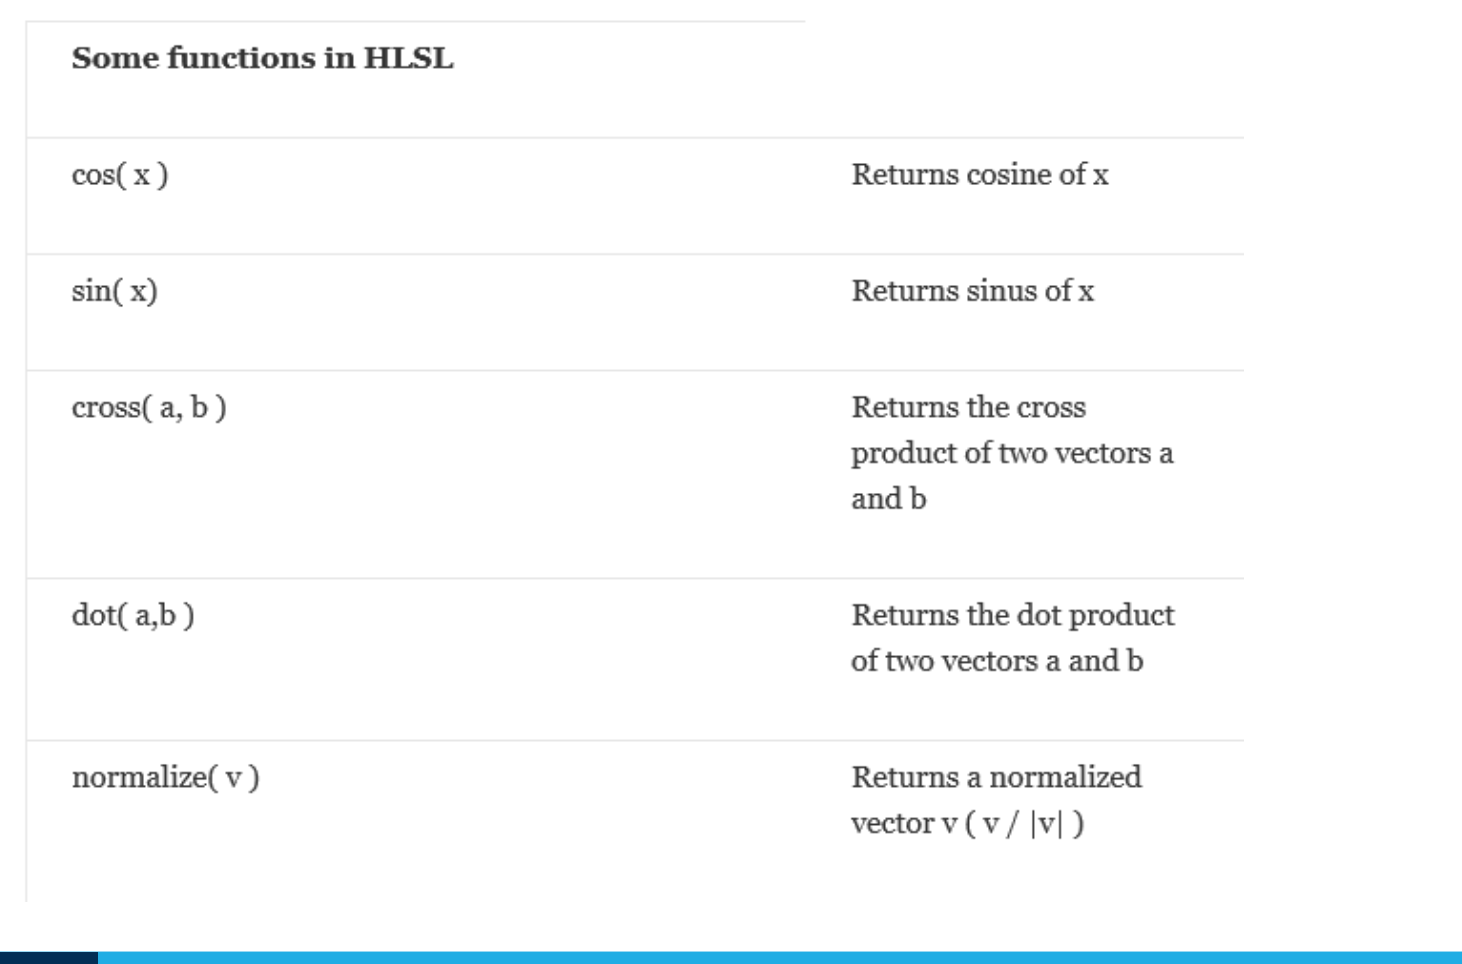 Some functions in HLSL
cos( x )
Returns cosine of x
sin( x)
Returns sinus of x
cross( a, b )
Returns the cross
product of two vectors a
and b
dot( a,b )
Returns the dot product
of two vectors a and b
normalize( v )
Returns a normalized
vector v ( v / |v| )